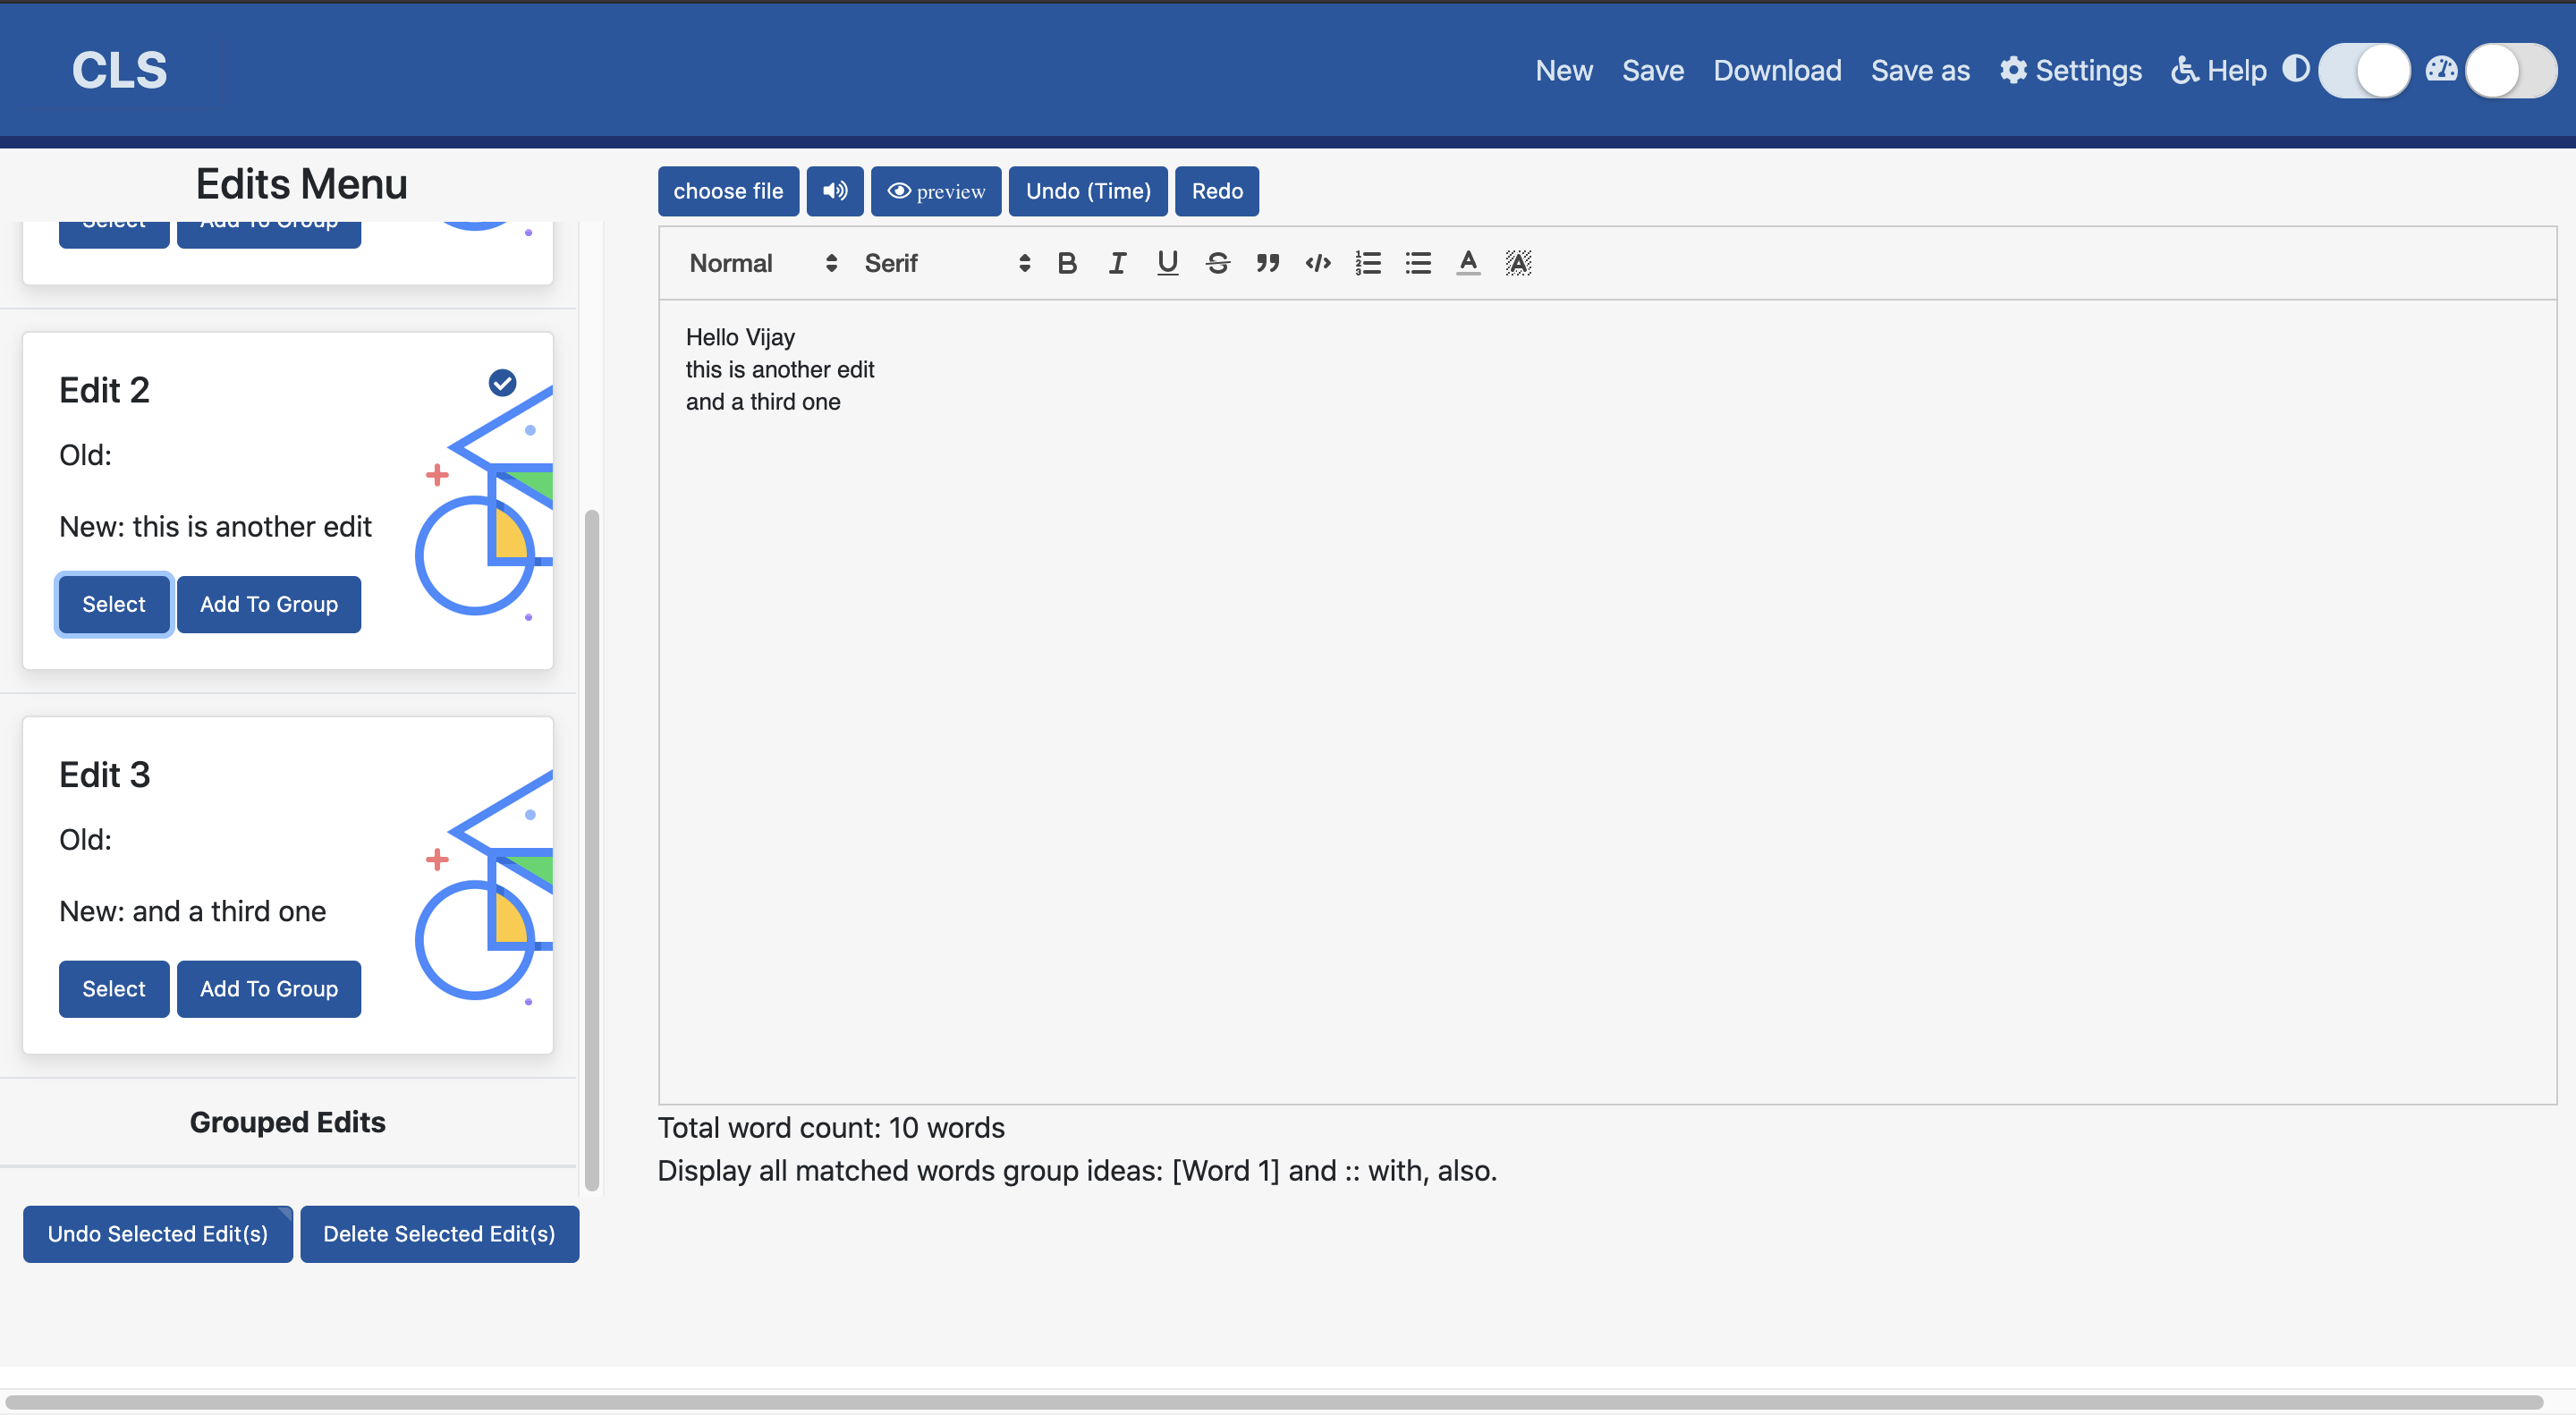 CLS
New Save Download Save as Settings Help
Edits Menu
choose file preview Undo (Time) Redo
Select Add To Group
Normal Serif
Hello Vijay
this is another edit
and a third one
Edit 2
Old:
New: this is another edit
Select Add To Group
Edit 3
Old:
New: and a third one
Select Add To Group
Grouped Edits
Undo Selected Edit(s) Delete Selected Edit(s)
Total word count: 10 words
Display all matched words group ideas: [Word 1] and :: with, also.